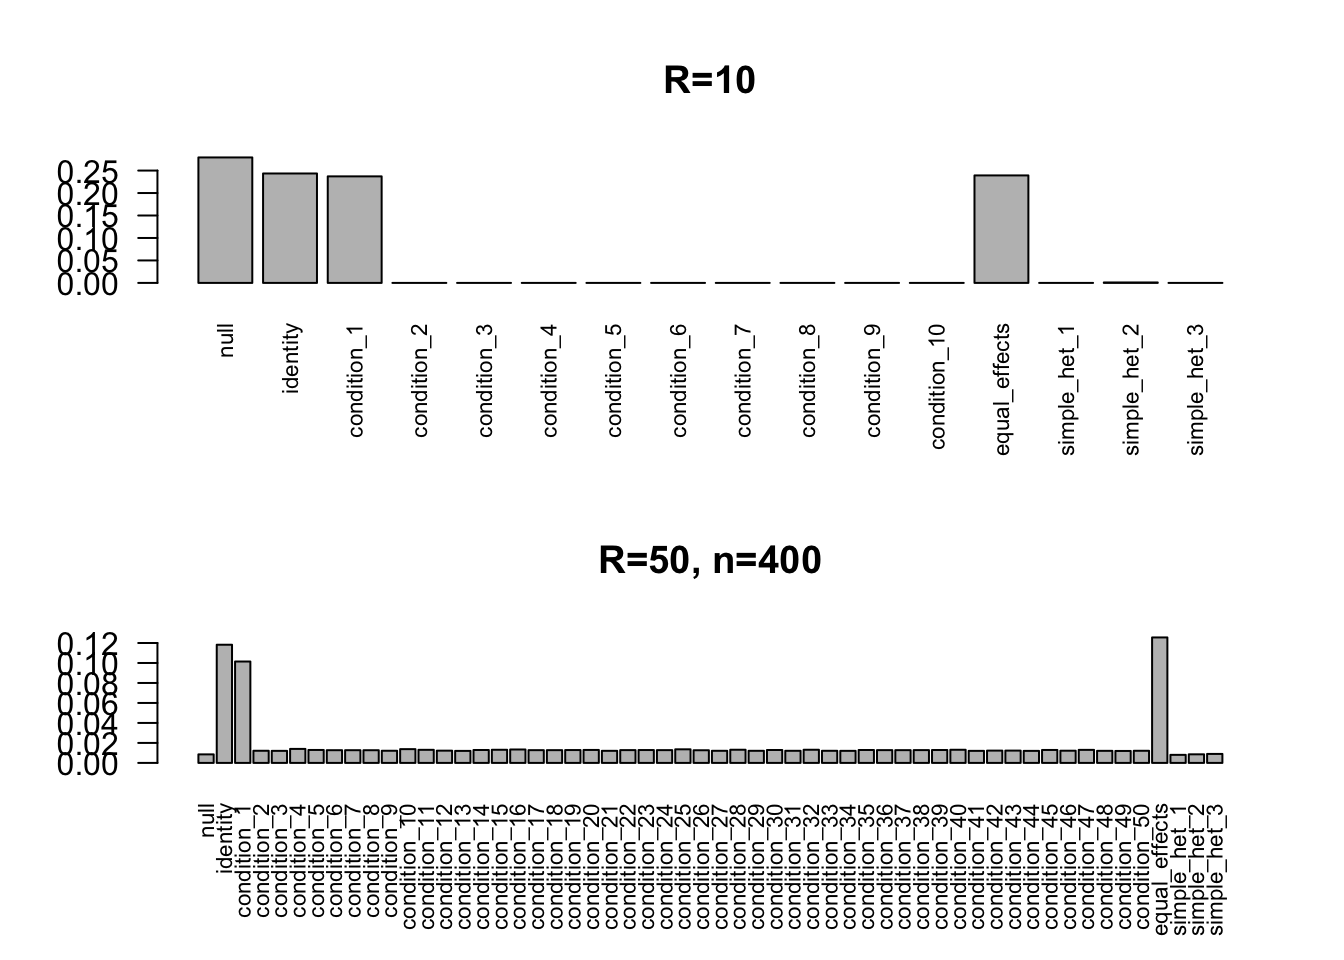 R=10
0.25
0.20
0.15
0.10
0.05
0.00
null
identity
condition_1
condition_2
condition_3
condition_4
condition_5
condition_6
condition_7
condition_8
condition_9
condition_10
equal_effects
simple_het_1
simple_het_2
simple_het_3
R=50, n=400
0.12
0.10
0.08
0.06
0.04
0.02
0.00
null
identity
condition_1
condition_2
condition_3
condition_4
condition_5
condition_6
condition_7
condition_8
condition_9
condition_10
condition_11
condition_12
condition_13
condition_14
condition_15
condition_16
condition_17
condition_18
condition_19
condition_20
condition_21
condition_22
condition_23
condition_24
condition_25
condition_26
condition_27
condition_28
condition_29
condition_30
condition_31
condition_32
condition_33
condition_34
condition_35
condition_36
condition_37
condition_38
condition_39
condition_40
condition_41
condition_42
condition_43
condition_44
condition_45
condition_46
condition_47
condition_48
condition_49
condition_50
equal_effects
simple_het_1
simple_het_2
simple_het_3